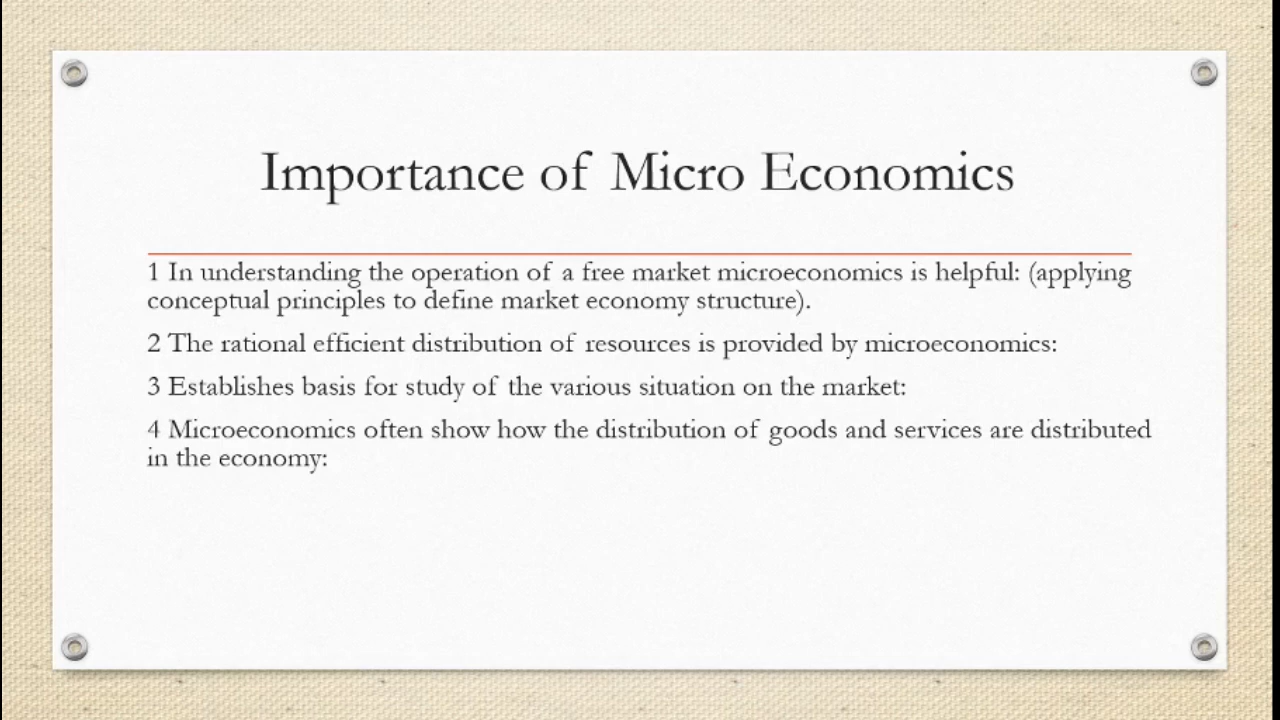 Importance of Micro Economics
1 In understanding the operation of a free market microeconomics is helpful: (applying
conceptual principles to define market economy structure).
2 The rational efficient distribution of resources is provided by microeconomics:
3 Establishes basis for study of the various situation on the market:
4 Microeconomics often show how the distribution of goods and services are distributed
in the economy: